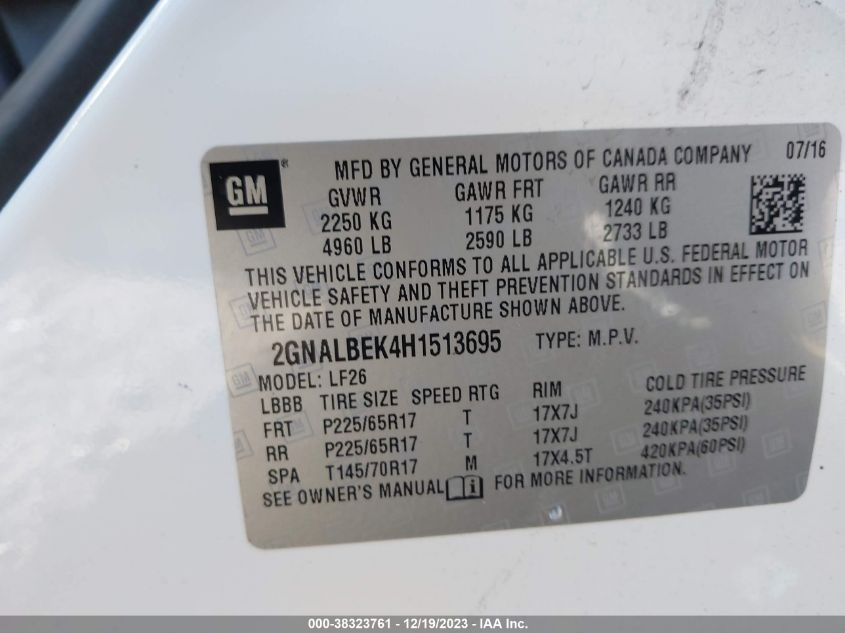 GM ® MFD BY GENERAL MOTORS OF CANADA COMPANY 07/16
GVWR GAWR FRT GAWR RR
2250 KG 1175 KG 1240 KG
4960 LB 2590 LB 2733 LB
THIS VEHICLE CONFORMS TO ALL APPLICABLE U.S. FEDERAL MOTOR
VEHICLE SAFETY AND THEFT PREVENTION STANDARDS IN EFFECT ON
THE DATE OF MANUFACTURE SHOWN ABOVE.
2GNALBEK4H1513695 TYPE: M.P.V.
MODEL: LF26
LBBB TIRE SIZE SPEED RTG RIM COLD TIRE PRESSURE
FRT P225/65R17 T 17X7J 240KPA(35PSI)
RR P225/65R17 T 17X7J 240KPA(35PSI)
SPA T145/70R17 M 17X4.5T 420KPA(60PSI)
SEE OWNER'S MANUAL i FOR MORE INFORMATION.
000-38323761 - 12/19/2023 - IAA Inc.